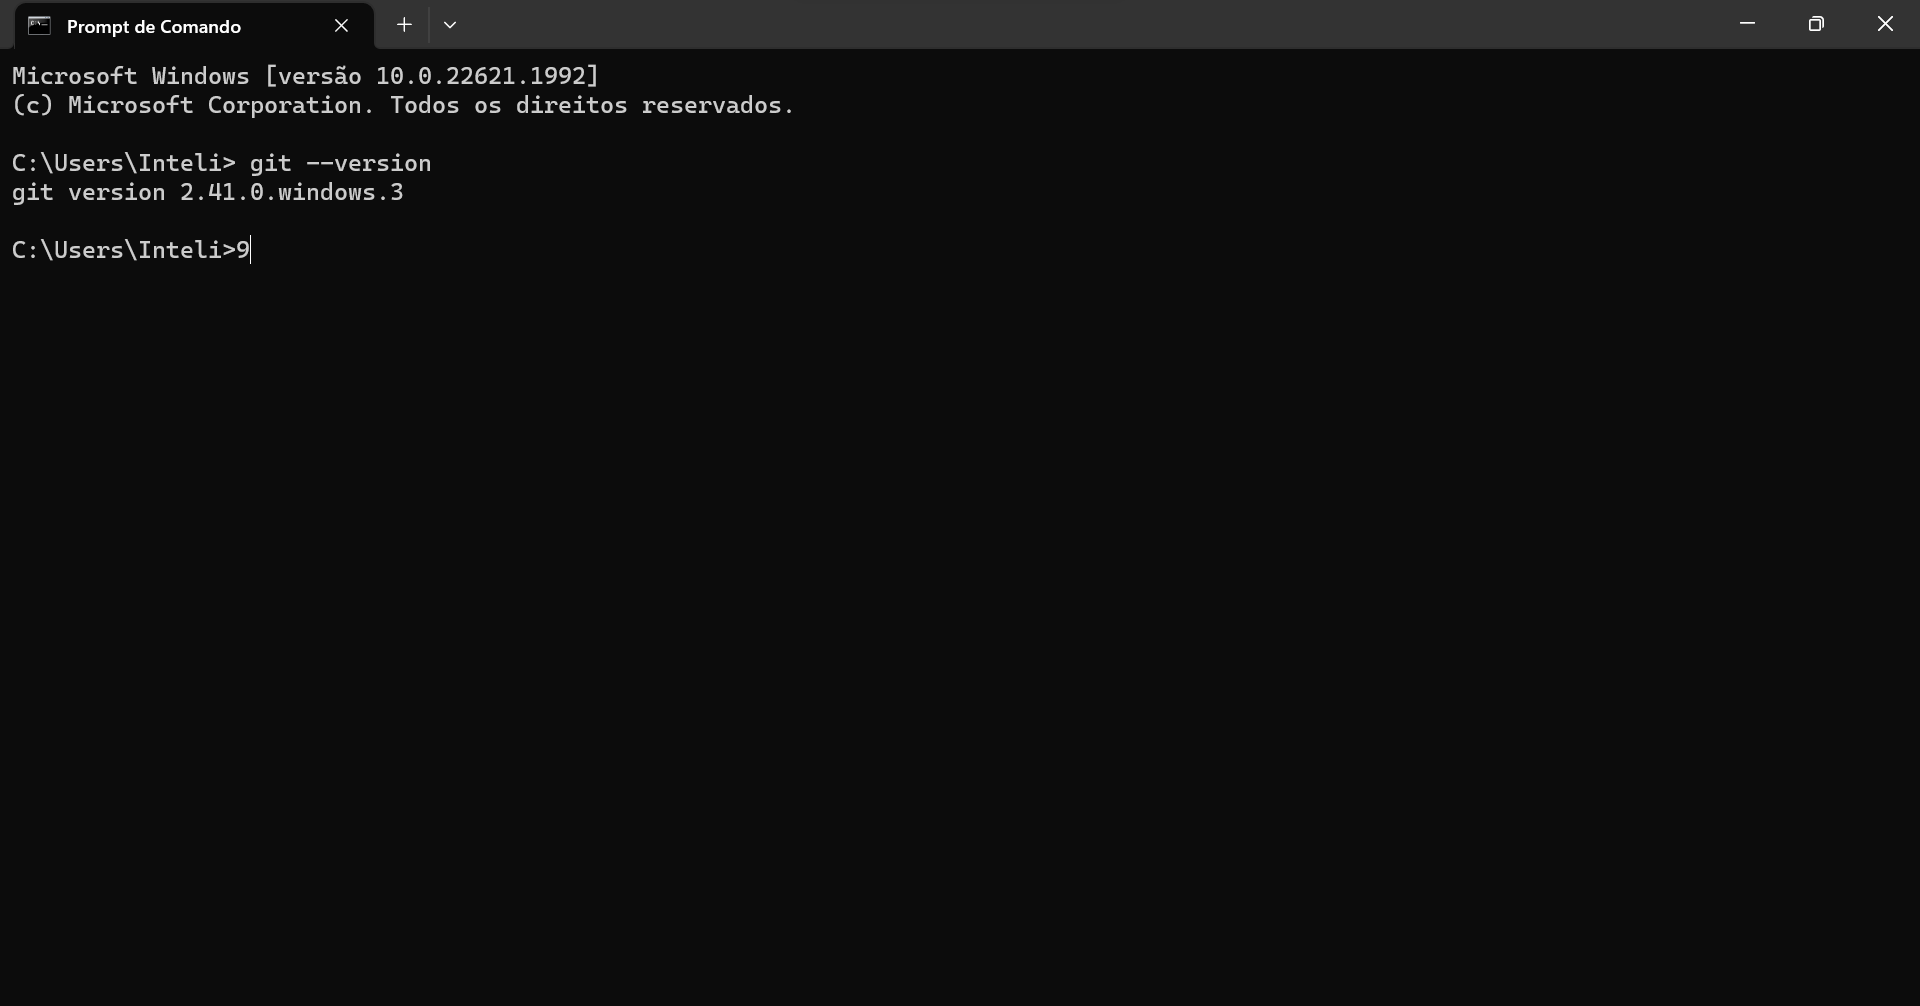 Prompt de Comando
Microsoft Windows [versão 10.0.22621.1992]
(c) Microsoft Corporation. Todos os direitos reservados.
C:\Users\Inteli> git --version
git version 2.41.0.windows.3
C:\Users\Inteli>9